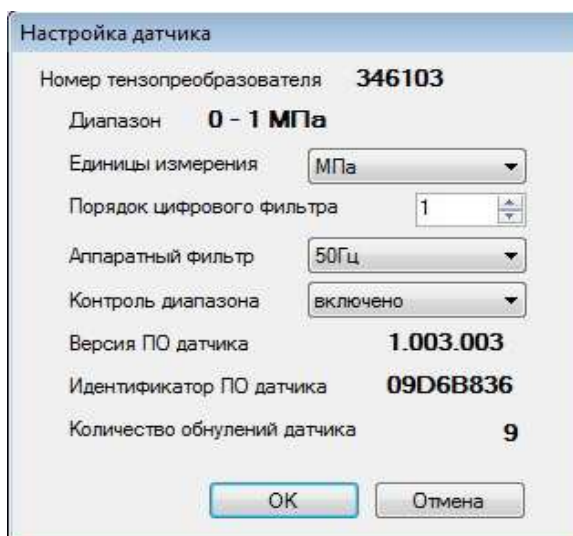 Настройка датчика
Номер тензопреобразователя 346103
Диапазон 0 - 1 МПа
Единицы измерения МПа
Порядок цифрового фильтра 1
Аппаратный фильтр 50Гц
Контроль диапазона включено
Версия ПО датчика 1.003.003
Идентификатор ПО датчика 09D6B836
Количество обнулений датчика 9
OK Отмена